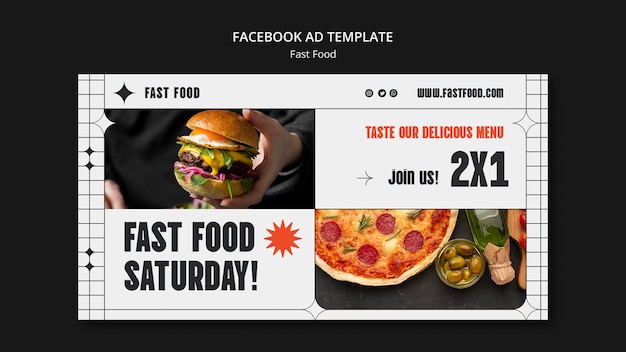 FACEBOOK AD TEMPLATE
Fast Food
FAST FOOD
WWW.FASTFOOD.COM
TASTE OUR DELICIOUS MENU
Join us!
2X1
FAST FOOD
SATURDAY!